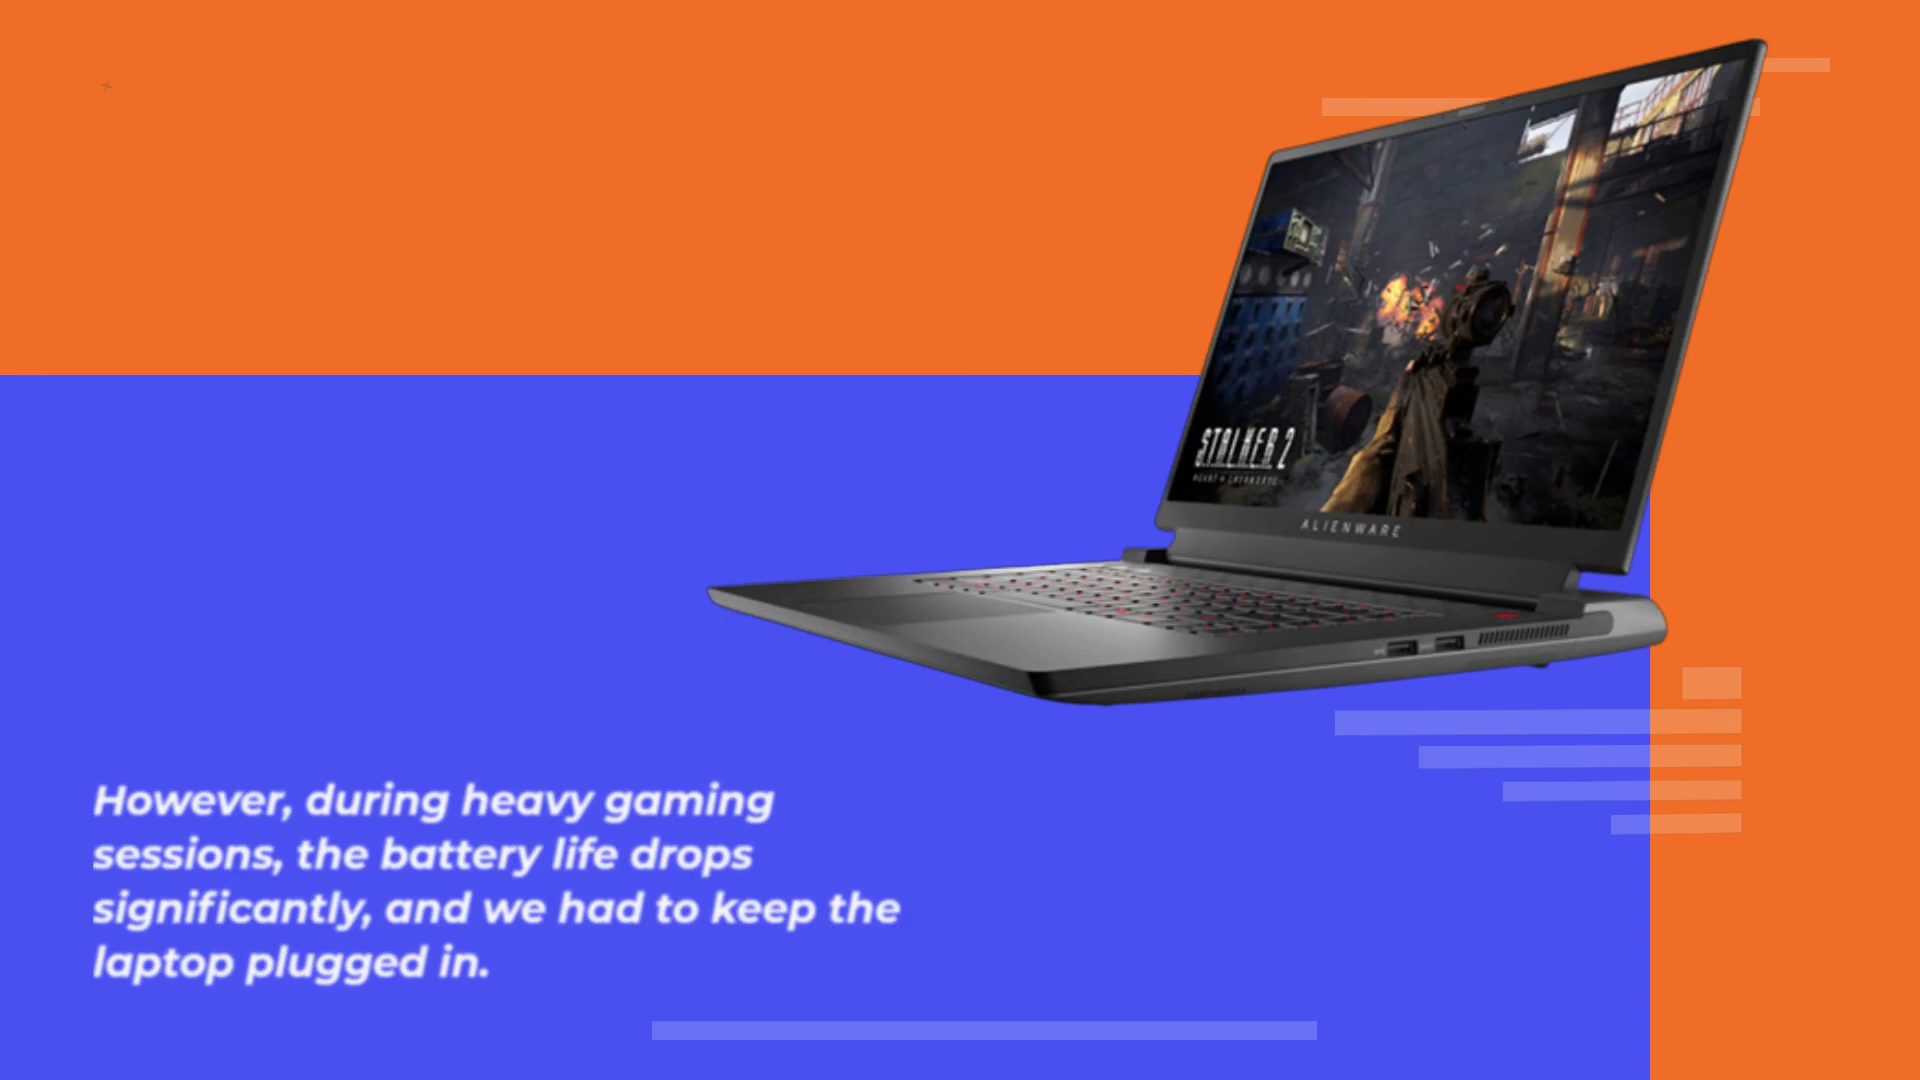 STALKER 2
ALIENWARE
However, during heavy gaming
sessions, the battery life drops
significantly, and we had to keep the
laptop plugged in.